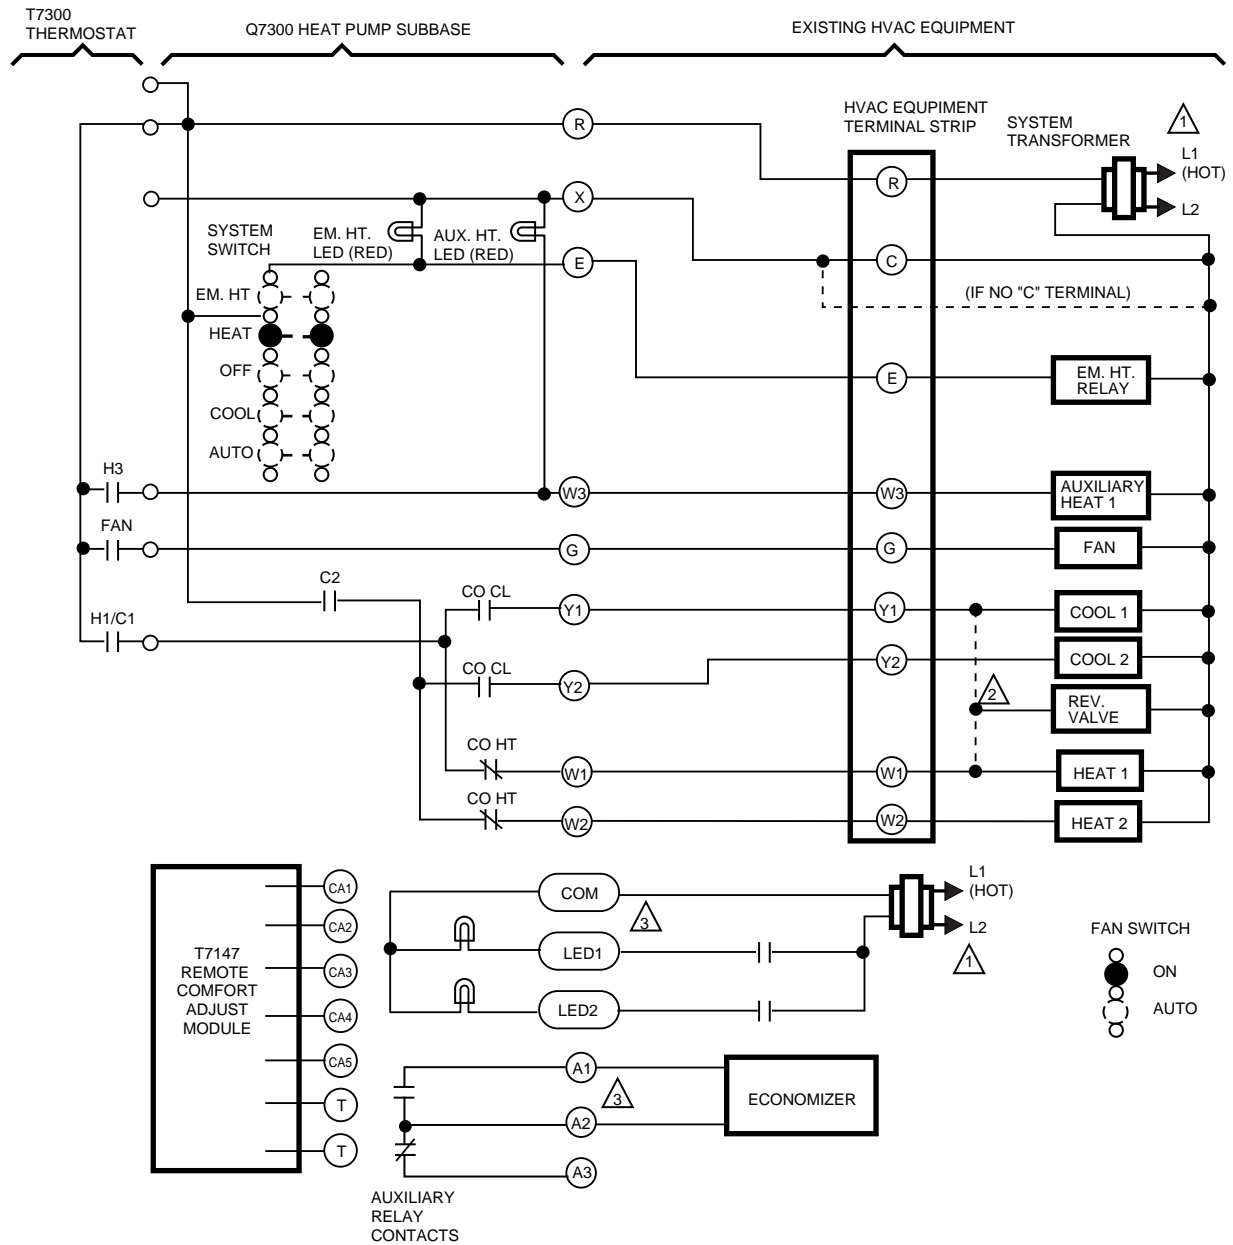 T7300
THERMOSTAT
Q7300 HEAT PUMP SUBBASE
EXISTING HVAC EQUIPMENT
HVAC EQUPIMENT
TERMINAL STRIP
SYSTEM
TRANSFORMER
1
L1
(HOT)
L2
R
R
X
SYSTEM
SWITCH
EM. HT.
LED (RED)
AUX. HT.
LED (RED)
E
C
(IF NO "C" TERMINAL)
EM. HT
HEAT
OFF
COOL
AUTO
E
EM. HT.
RELAY
H3
W3
W3
AUXILIARY
HEAT 1
FAN
G
G
FAN
C2
CO CL
Y1
Y1
COOL 1
H1/C1
CO CL
Y2
Y2
COOL 2
2
REV.
VALVE
CO HT
W1
W1
HEAT 1
CO HT
W2
W2
HEAT 2
T7147
REMOTE
COMFORT
ADJUST
MODULE
CA1
CA2
CA3
CA4
CA5
T
T
COM
3
LED1
LED2
L1
(HOT)
L2
1
FAN SWITCH
ON
AUTO
A1
3
A2
A3
ECONOMIZER
AUXILIARY
RELAY
CONTACTS